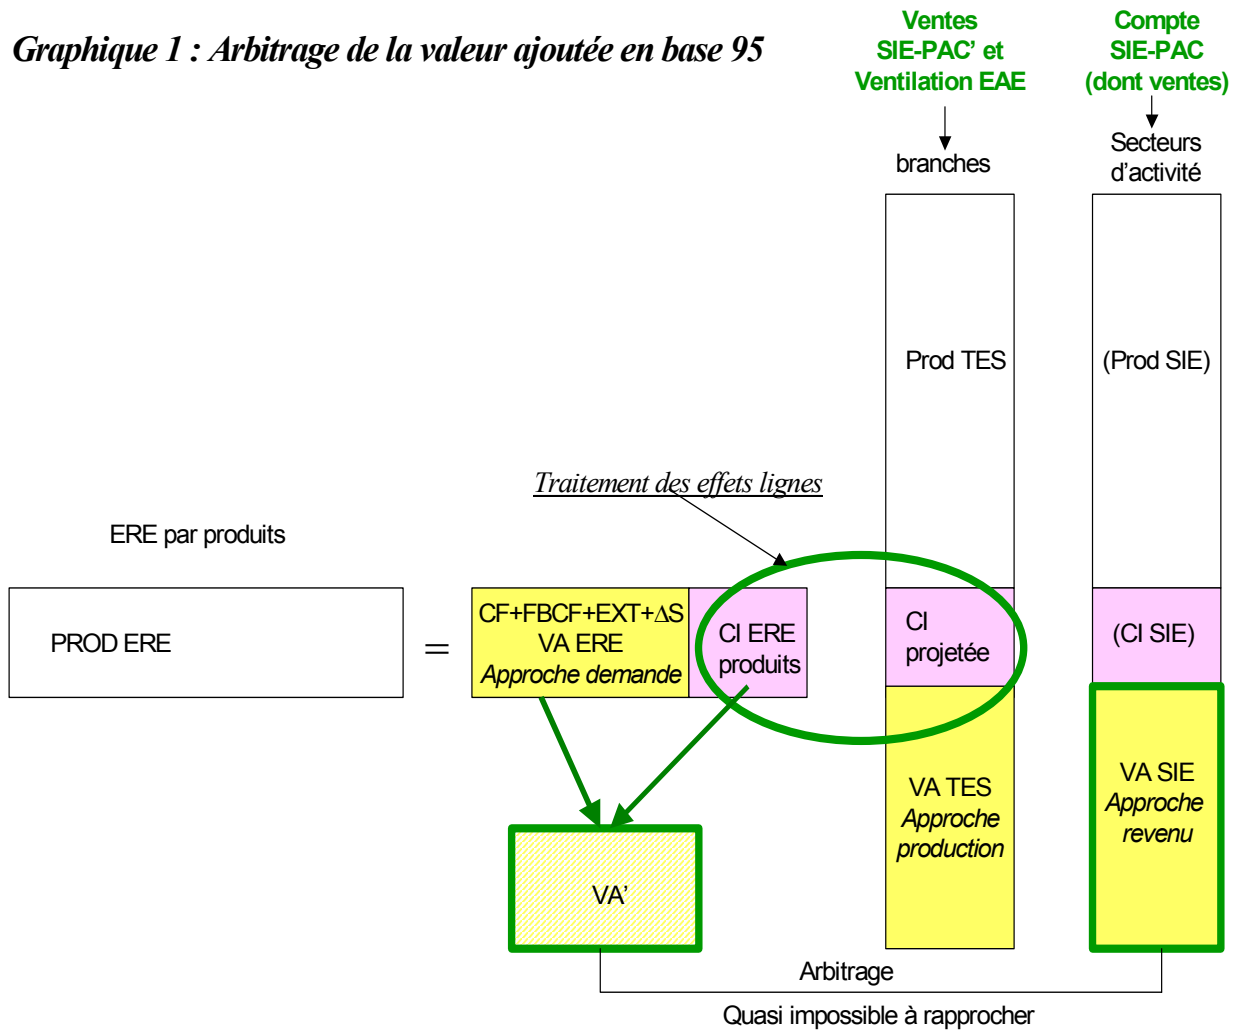 Graphique 1 : Arbitrage de la valeur ajoutée en base 95
Ventes
SIE-PAC’ et
Ventilation EAE
Compte
SIE-PAC
(dont ventes)
branches
Secteurs
d’activité
Prod TES
(Prod SIE)
Traitement des effets lignes
ERE par produits
PROD ERE
=
CF+FBCF+EXT+ΔS
VA ERE
Approche demande
CI ERE
produits
CI
projetée
(CI SIE)
VA TES
Approche
production
VA SIE
Approche
revenu
VA’
Arbitrage
Quasi impossible à rapprocher